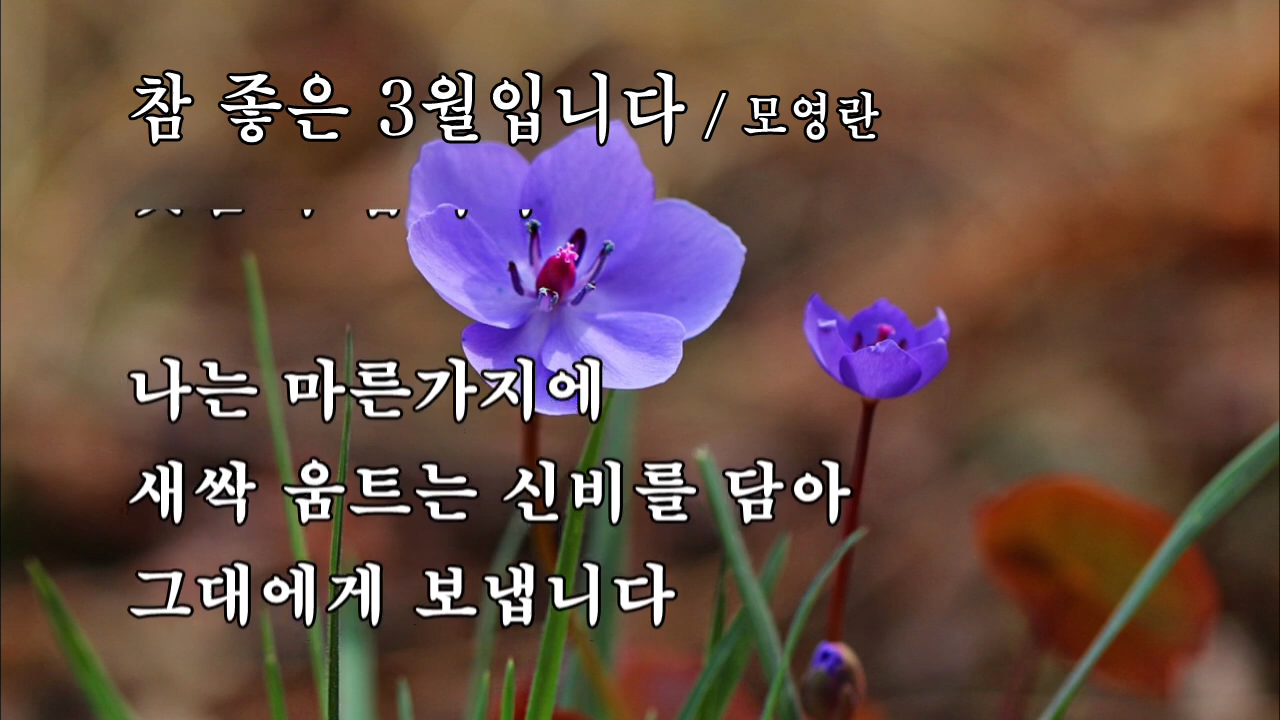 참 좋은 3월입니다 / 모영란
나는 마른가지에
새싹 움트는 신비를 담아
그대에게 보냅니다